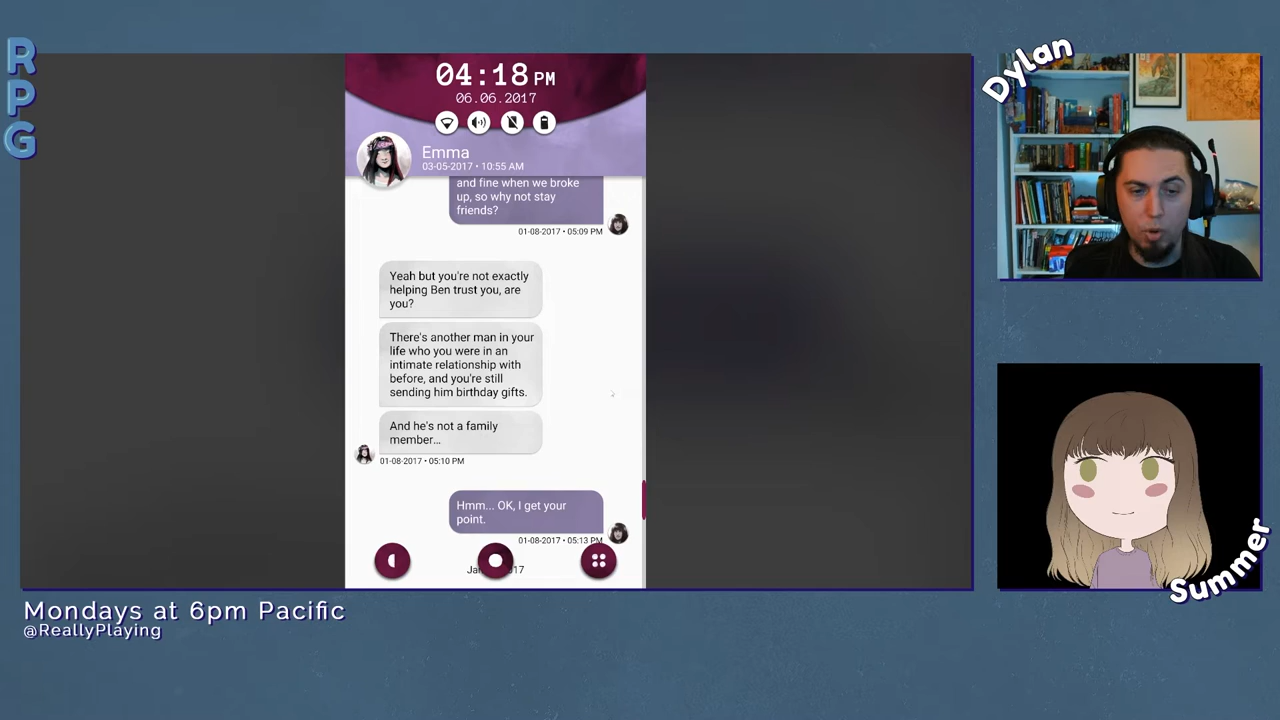 RPG
04:18 PM
06.06.2017
Emma
03-05-2017 • 10:55 AM
and fine when we broke
up, so why not stay
friends?
01-08-2017 • 05:09 PM
Yeah but you're not exactly
helping Ben trust you, are
you?
There's another man in your
life who you were in an
intimate relationship with
before, and you're still
sending him birthday gifts.
And he's not a family
member...
01-08-2017 • 05:10 PM
Hmm... OK, I get your
point.
01-08-2017 • 05:13 PM
Dylan
Summer
Mondays at 6pm Pacific
@ReallyPlaying